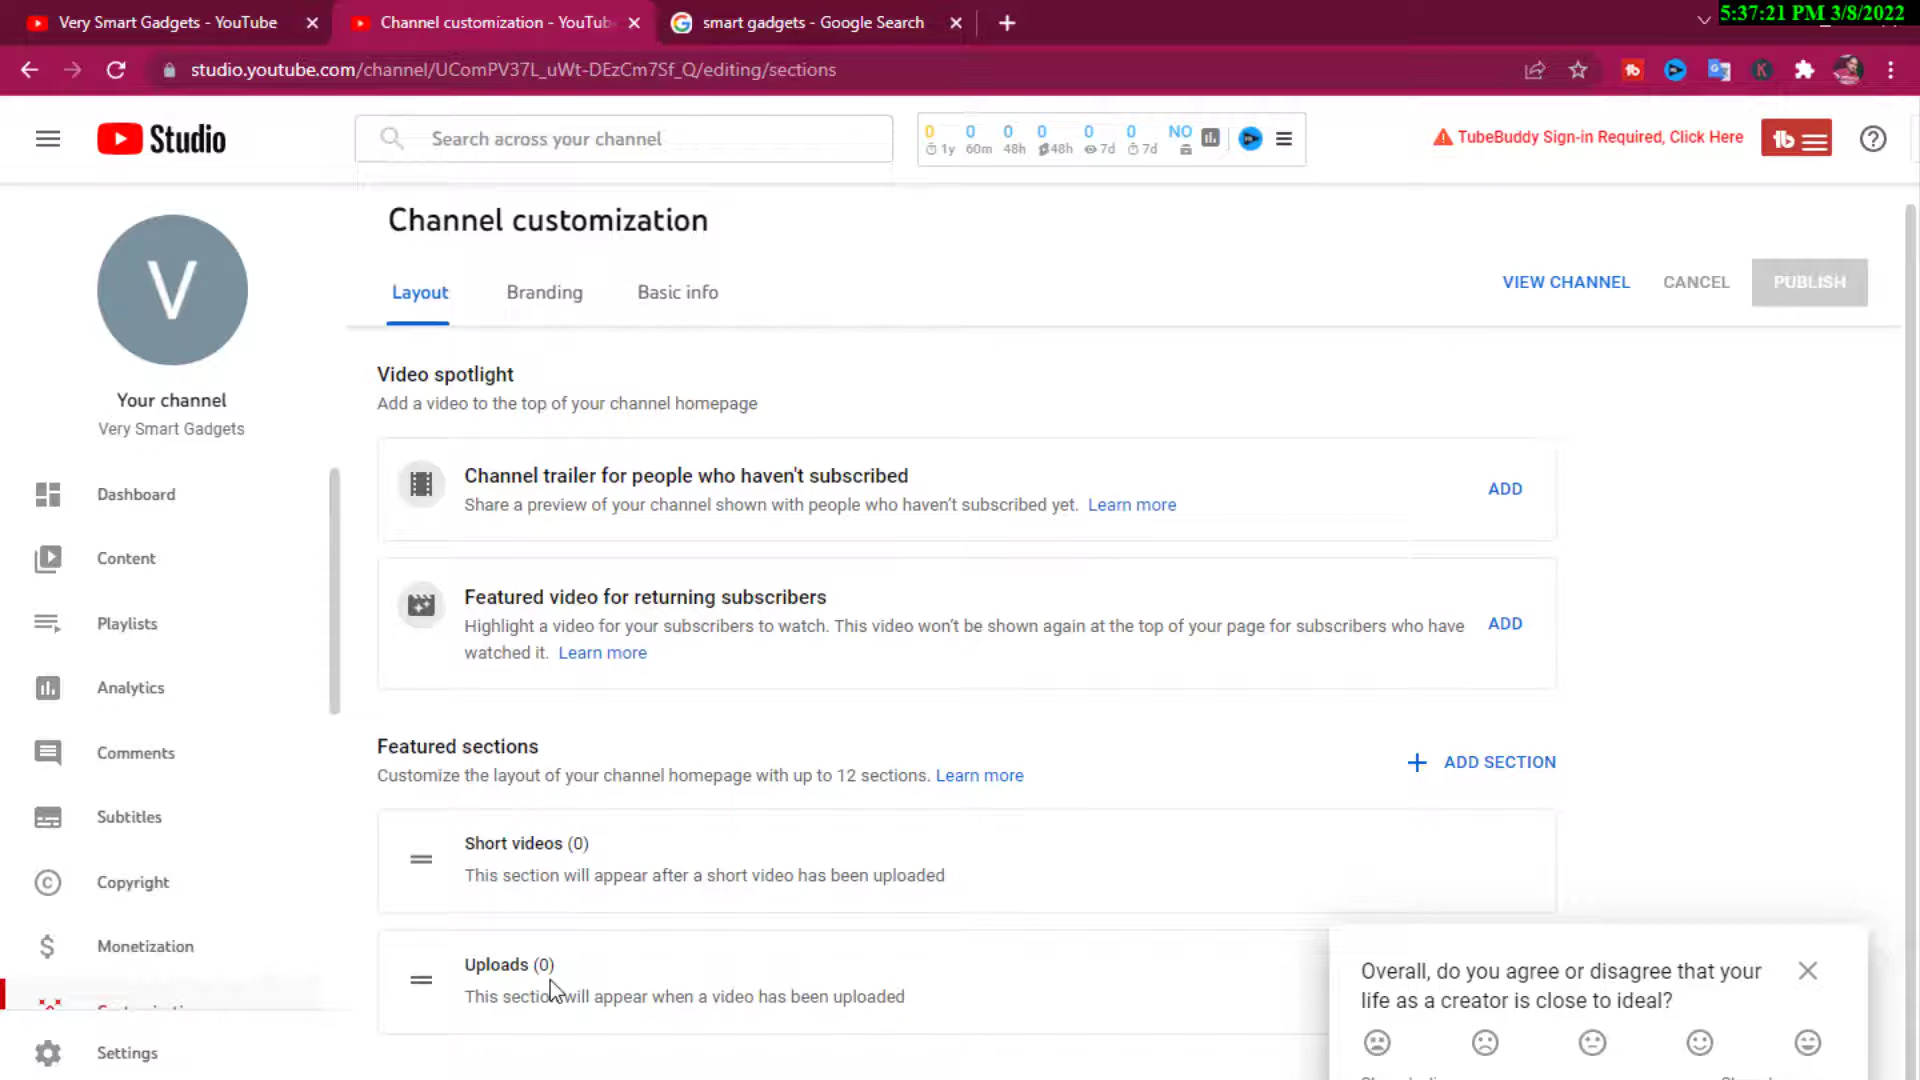 Very Smart Gadgets - YouTube
Channel customization - YouTub
smart gadgets - Google Search
5:37:21 PM 3/8/2022
studio.youtube.com/channel/UComPV37L_uWt-DEzCm7Sf_Q/editing/sections
Studio
Search across your channel
0 0 0 0 0 0 NO
1y 60m 48h 48h 7d 7d
TubeBuddy Sign-in Required, Click Here
Channel customization
Layout
Branding
Basic info
VIEW CHANNEL
CANCEL
PUBLISH
V
Your channel
Very Smart Gadgets
Dashboard
Content
Playlists
Analytics
Comments
Subtitles
Copyright
Monetization
Settings
Video spotlight
Add a video to the top of your channel homepage
Channel trailer for people who haven't subscribed
Share a preview of your channel shown with people who haven't subscribed yet. Learn more
ADD
Featured video for returning subscribers
Highlight a video for your subscribers to watch. This video won't be shown again at the top of your page for subscribers who have
watched it. Learn more
ADD
Featured sections
Customize the layout of your channel homepage with up to 12 sections. Learn more
ADD SECTION
Short videos (0)
This section will appear after a short video has been uploaded
Uploads (0)
This section will appear when a video has been uploaded
Overall, do you agree or disagree that your
life as a creator is close to ideal?